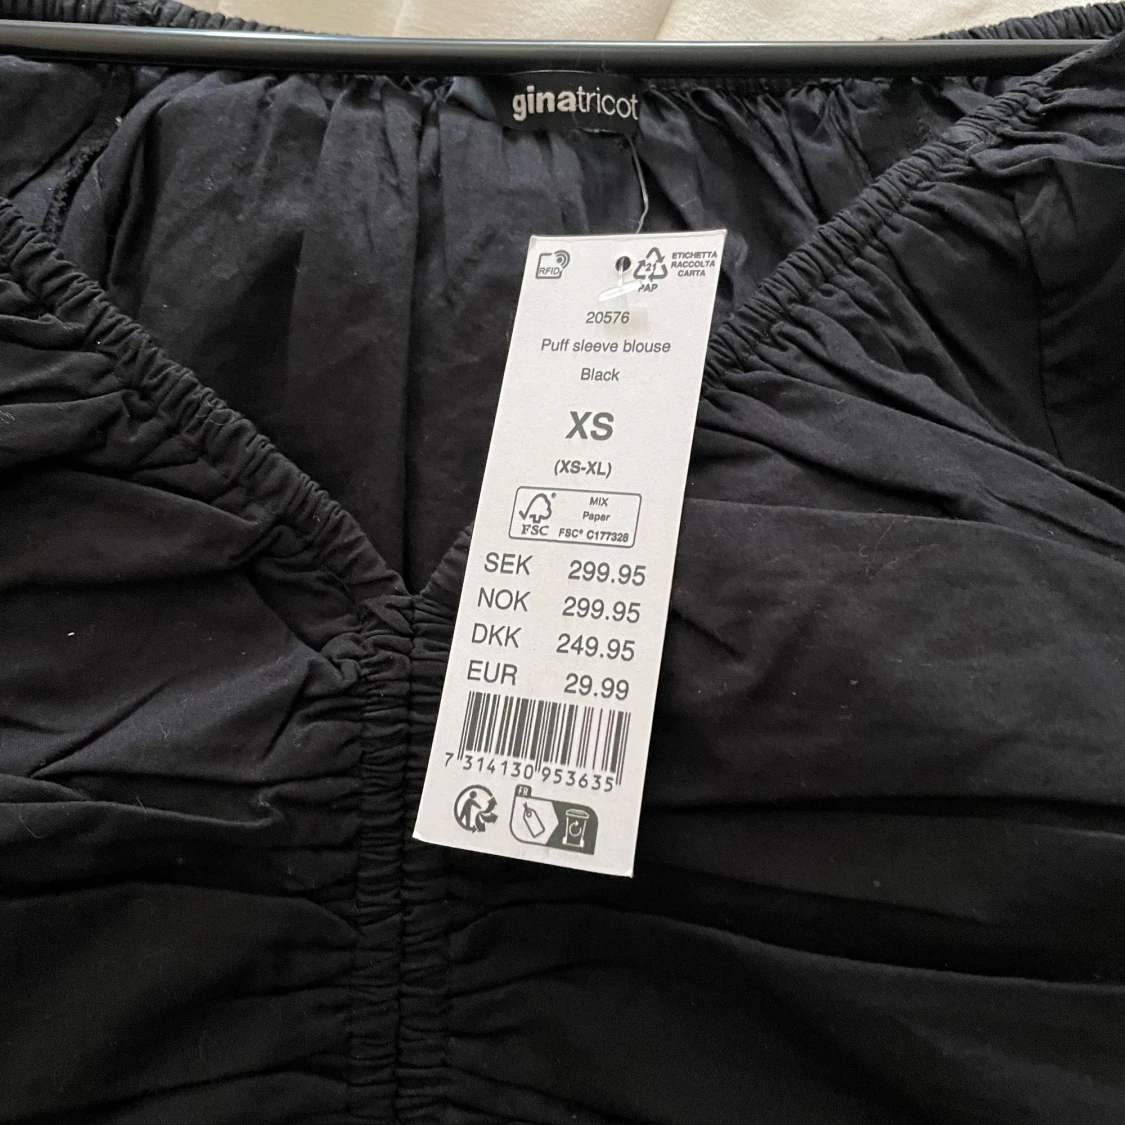 ginatricot
RFID
21
PAP
ETICHETTA
RACCOLTA
CARTA
20576
Puff sleeve blouse
Black
XS
(XS-XL)
FSC®
MIX
Paper
FSC® C177328
SEK 299.95
NOK 299.95
DKK 249.95
EUR 29.99
7 314130 953635
FR